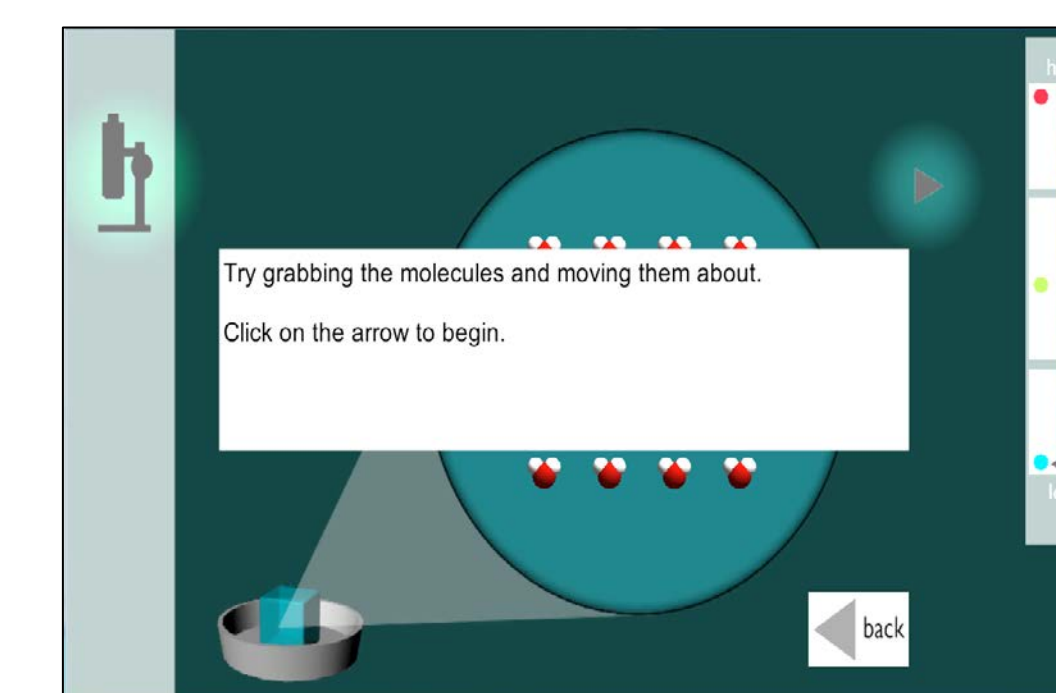 Try grabbing the molecules and moving them about.
Click on the arrow to begin.
back